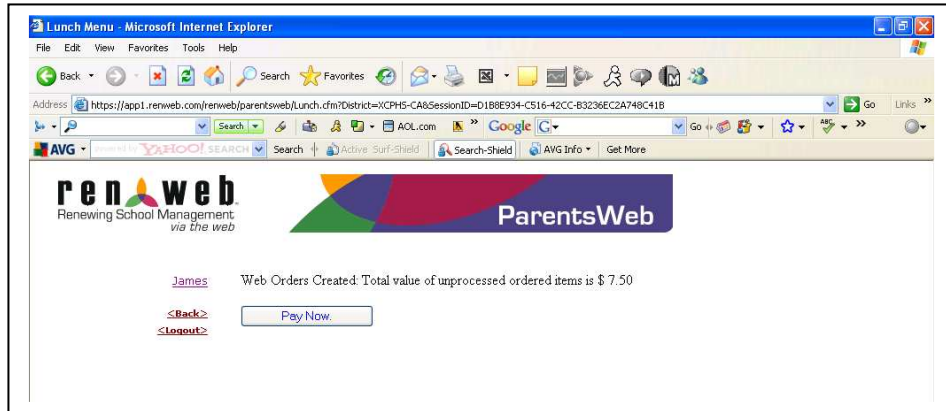 Lunch Menu - Microsoft Internet Explorer
File Edit View Favorites Tools Help
Back Search Favorites
Address https://app1.renweb.com/renweb/parentsweb/Lunch.cfm?District=XCPHS-CA&SessionID=D1B8E934-C516-42CC-B3236EC2A748C41B Go Links »
Search AOL.com » Google G Go ABC »
AVG YAHOO! SEARCH Search Active Surf-Shield Search-Shield AVG Info Get More
renweb
Renewing School Management
via the web
ParentsWeb
James Web Orders Created: Total value of unprocessed ordered items is $ 7.50
<Back> Pay Now.
<Logout>